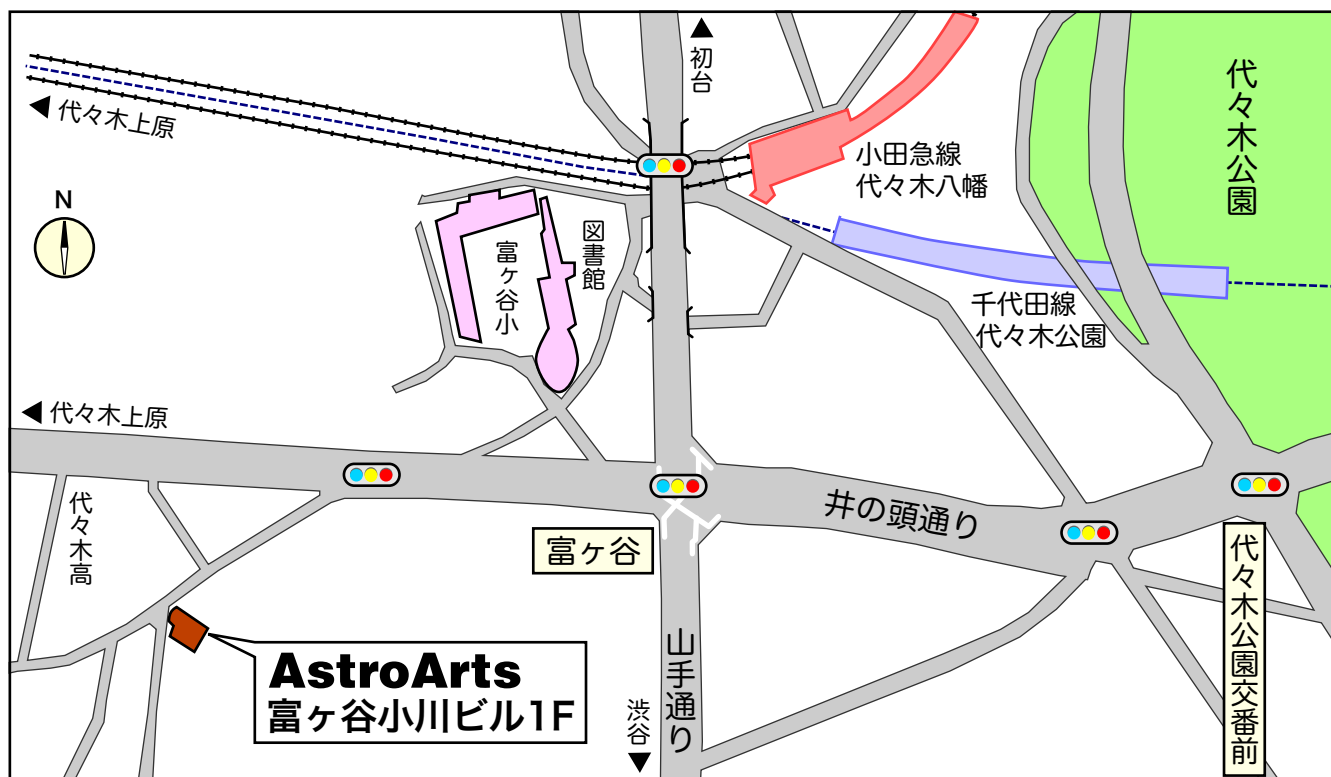 初台
代々木上原
代々木公園
小田急線
代々木八幡
N
図書館
富ヶ谷小
千代田線
代々木公園
代々木上原
代々木高
井の頭通り
富ヶ谷
代々木公園交番前
山手通り
AstroArts
富ヶ谷小川ビル1F
渋谷